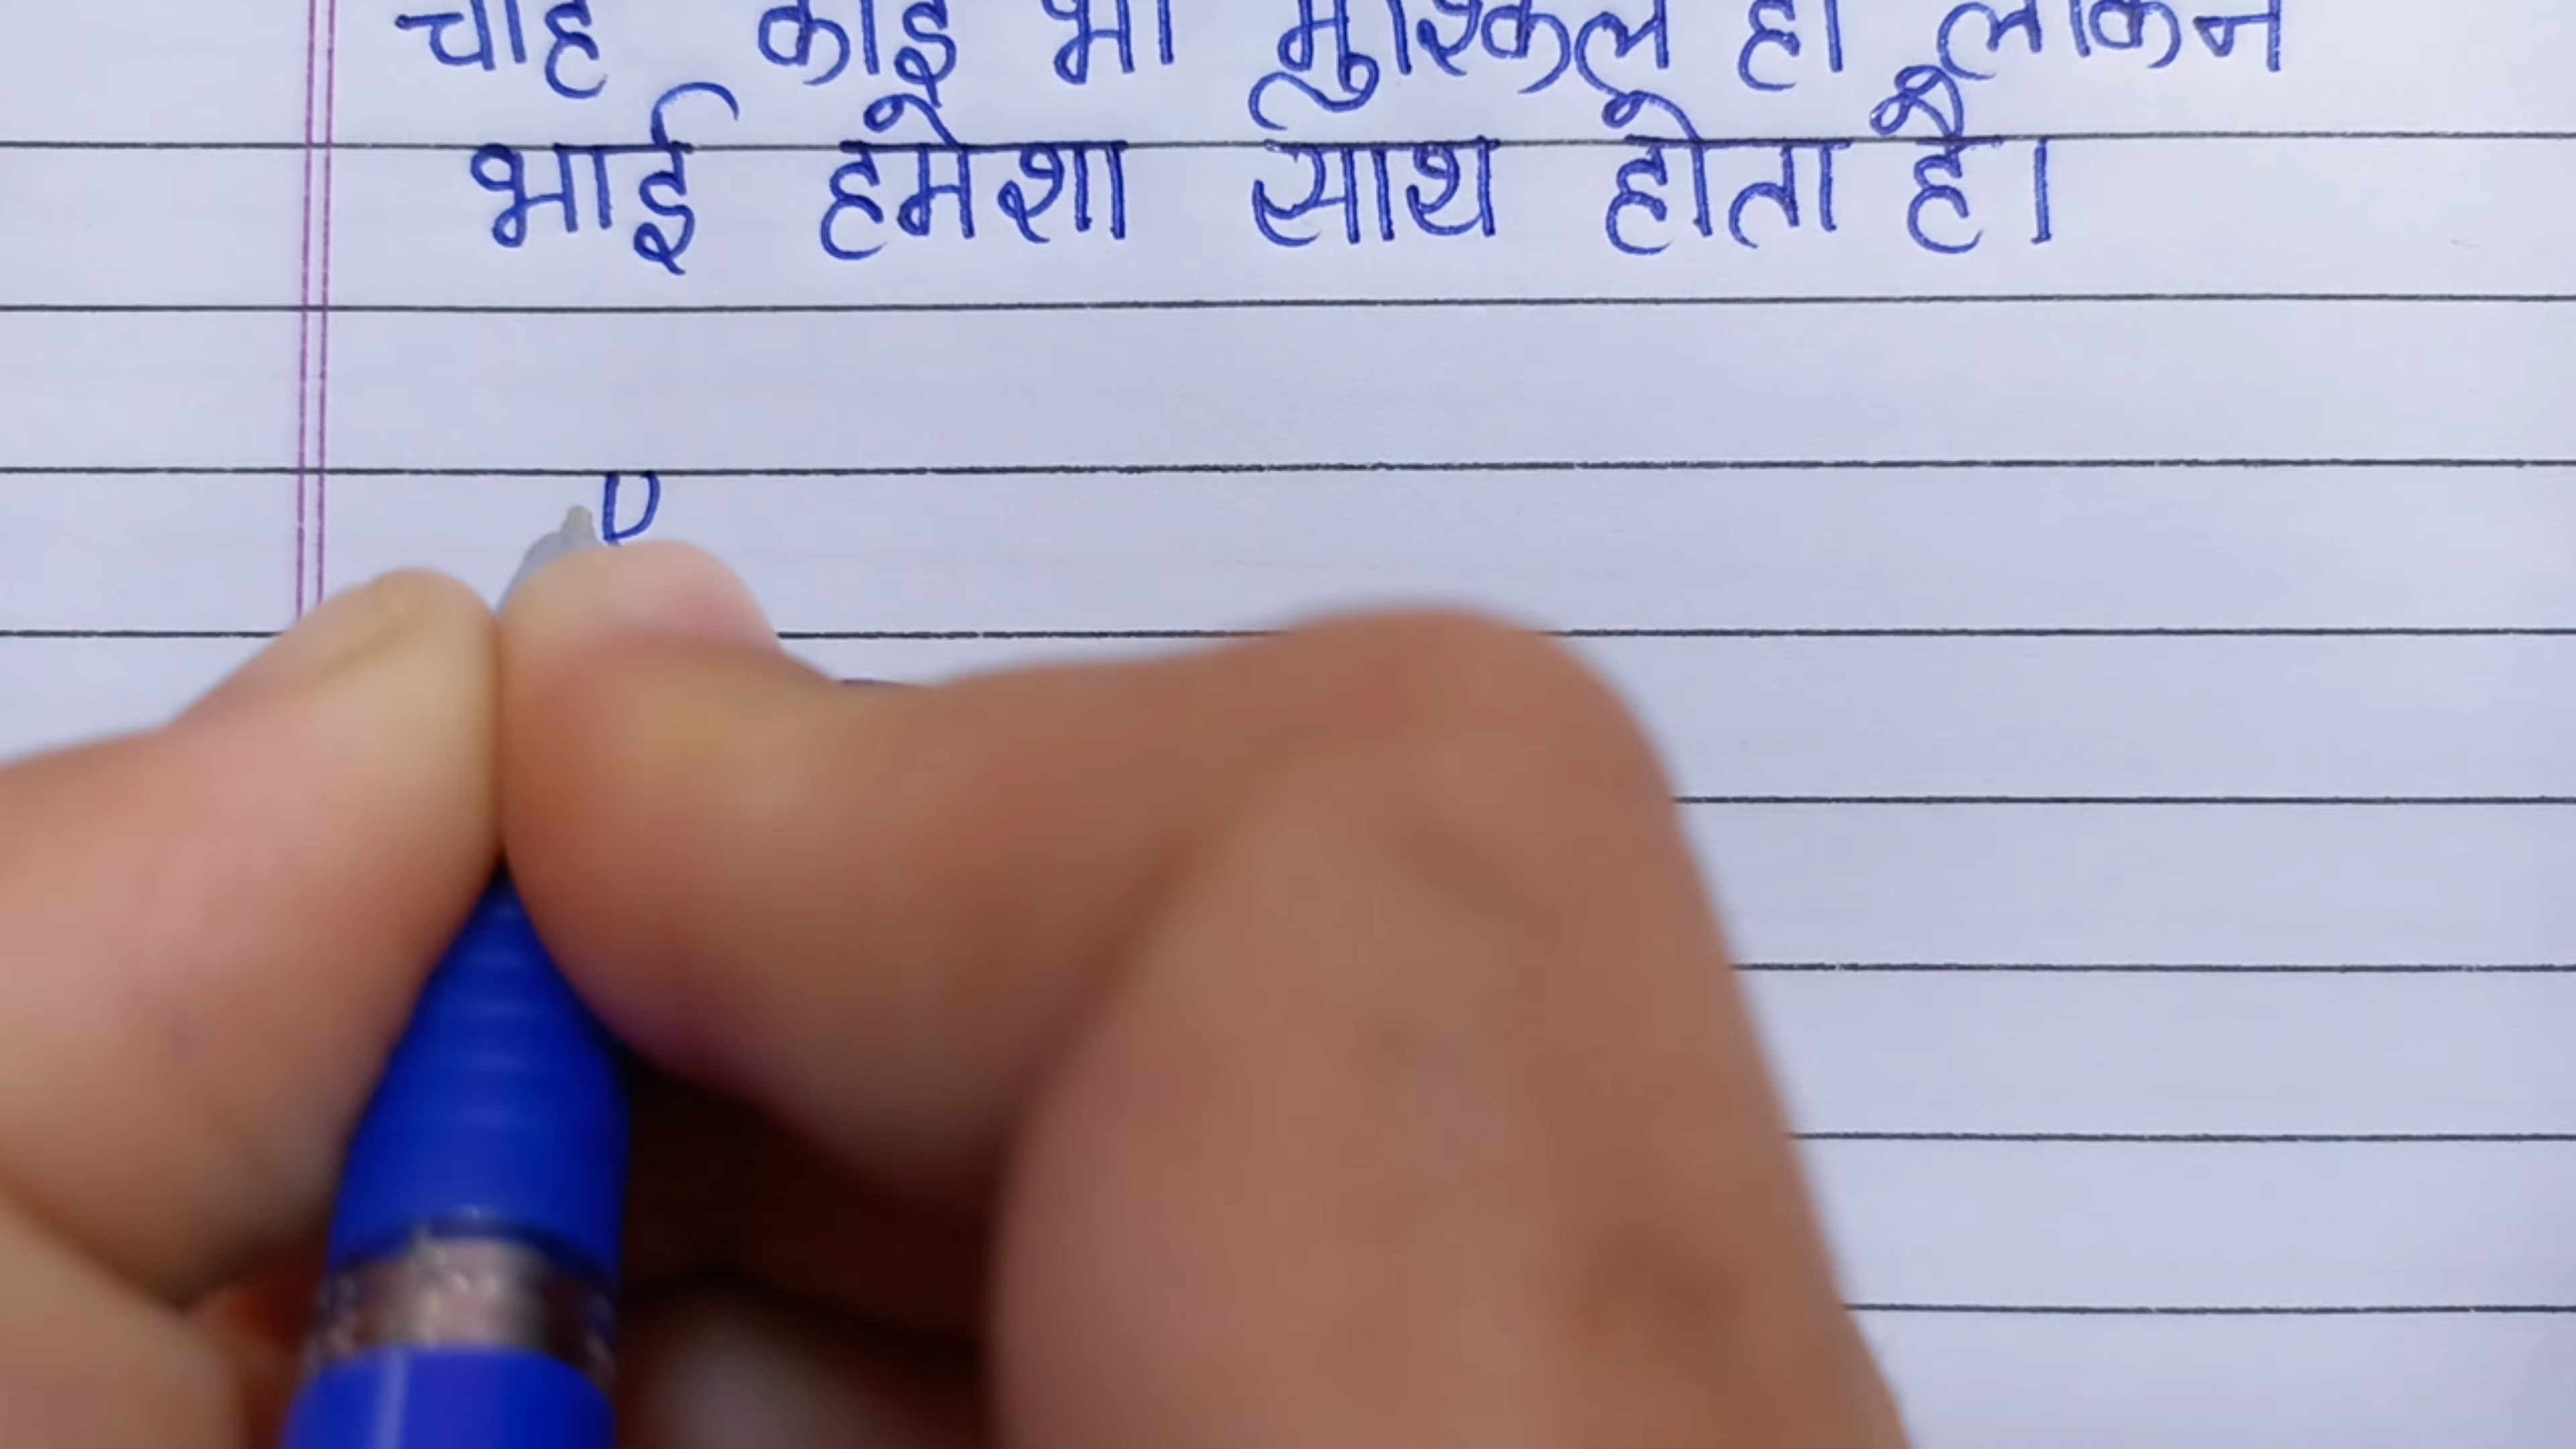 चाहे कोई भी मुश्किल हो लेकिन
भाई हमेशा साथ होता है।